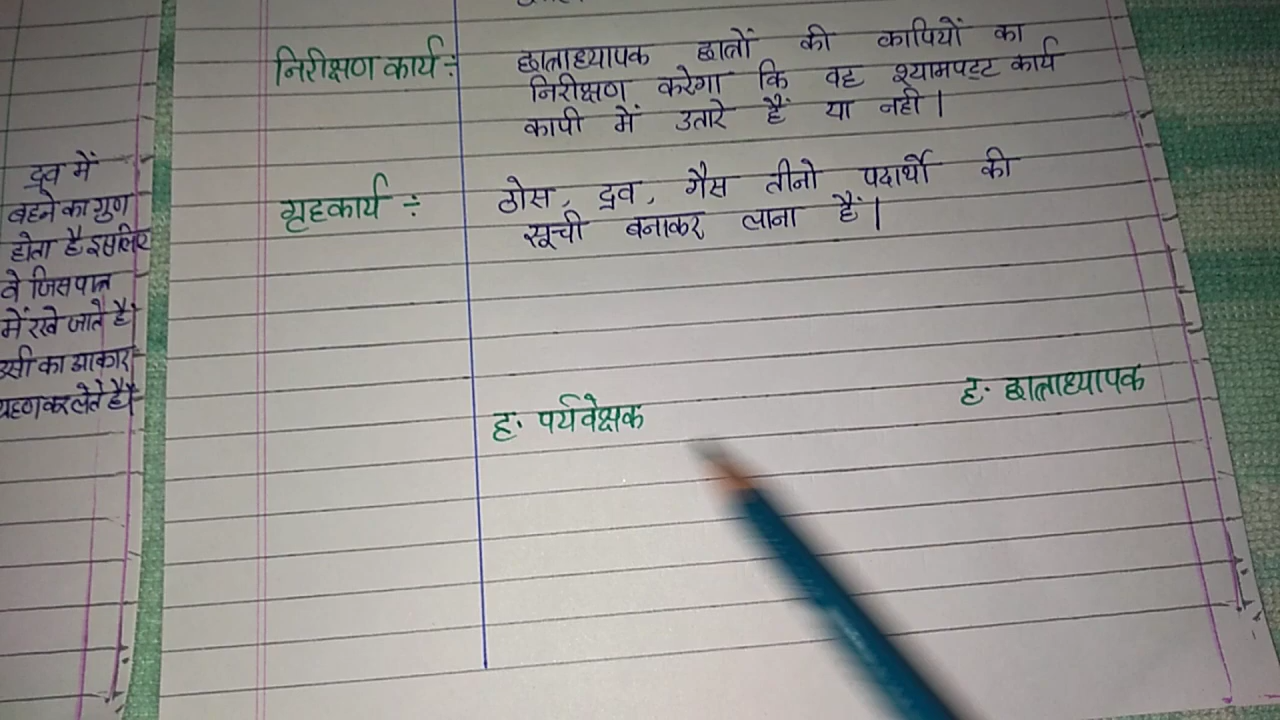 द्रव में
बहने का गुण
होता है इसलिए
वे जिस पात्र
में रखे जाते है।
उसी का आकार
ग्रहण कर लेते है।
निरीक्षण कार्य :-
छात्राध्यापक छात्रों की कापियों का
निरीक्षण करेगा कि वह श्यामपट्ट कार्य
कापी में उतारे हैं या नही।
गृहकार्य :-
ठोस, द्रव, गैस तीनो पदार्थो की
सूची बनाकर लाना हैं।
ह. पर्यवेक्षक
ह. छात्राध्यापक